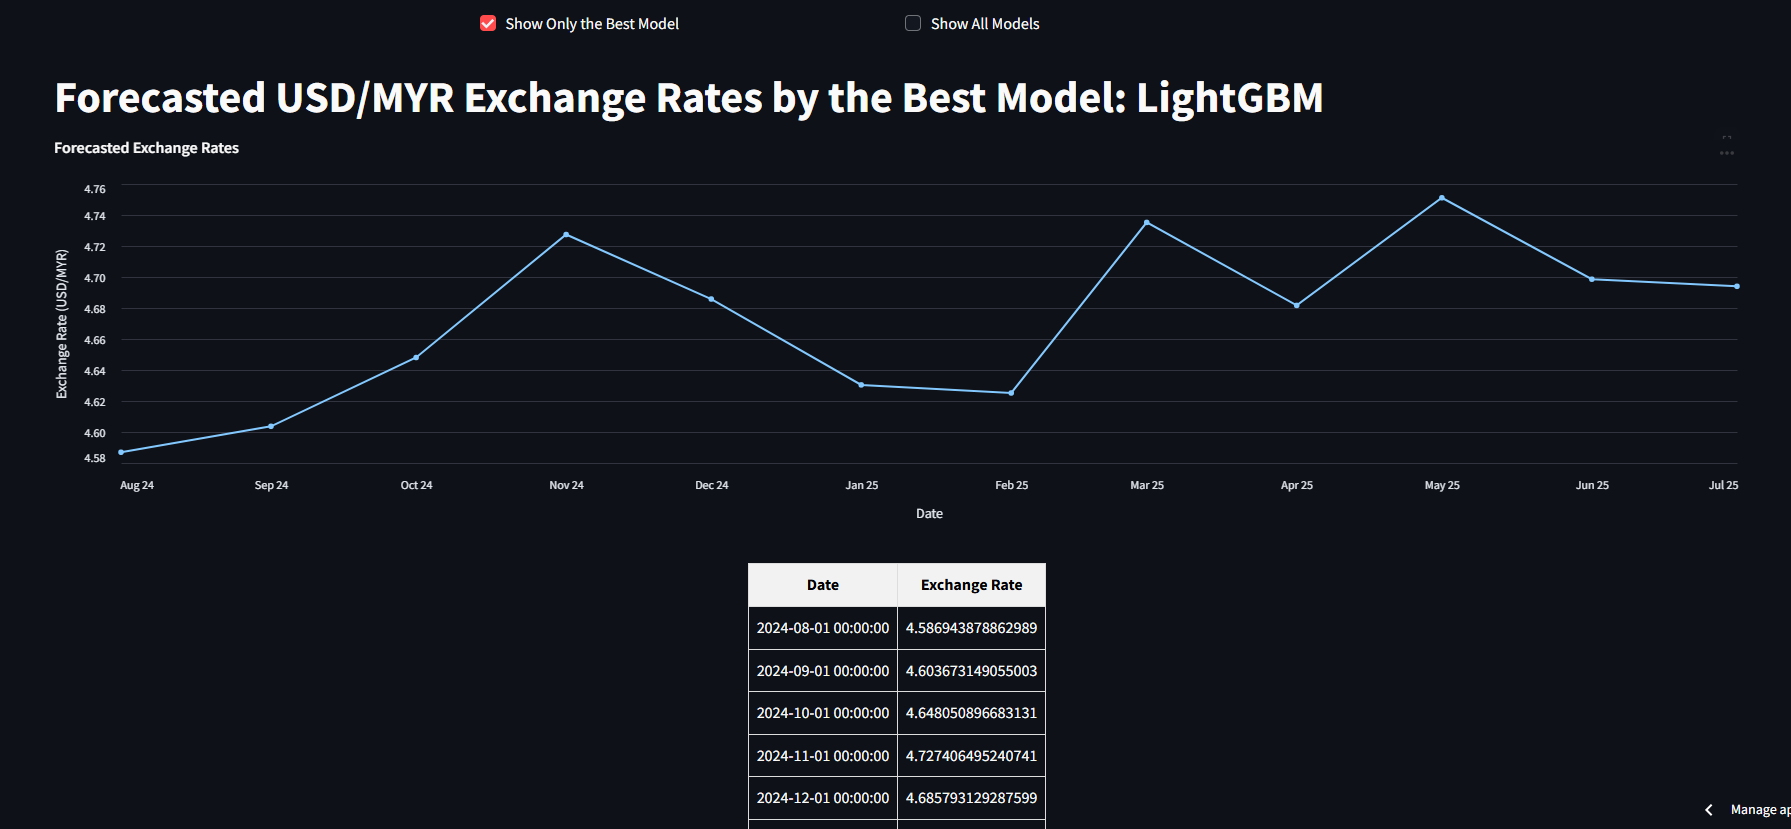 Show Only the Best Model Show All Models
Forecasted USD/MYR Exchange Rates by the Best Model: LightGBM
Forecasted Exchange Rates
Exchange Rate (USD/MYR)
4.76
4.74
4.72
4.70
4.68
4.66
4.64
4.62
4.60
4.58
Aug 24 Sep 24 Oct 24 Nov 24 Dec 24 Jan 25 Feb 25 Mar 25 Apr 25 May 25 Jun 25 Jul 25
Date
Date Exchange Rate
2024-08-01 00:00:00 4.586943878862989
2024-09-01 00:00:00 4.603673149055003
2024-10-01 00:00:00 4.648050896683131
2024-11-01 00:00:00 4.727406495240741
2024-12-01 00:00:00 4.685793129287599
Manage